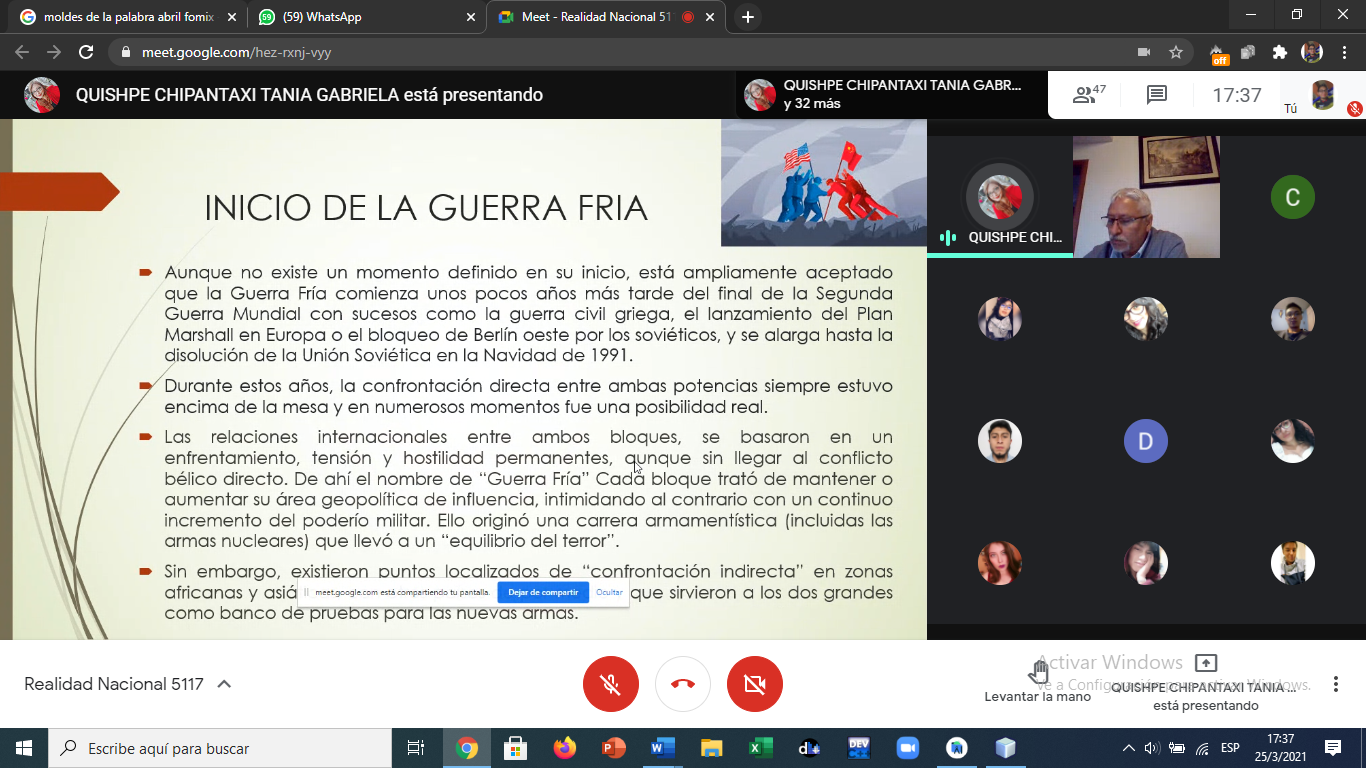 moldes de la palabra abril fomix
(59) WhatsApp
Meet - Realidad Nacional 51
meet.google.com/hez-rxnj-vyy
off
QUISHPE CHIPANTAXI TANIA GABRIELA está presentando
QUISHPE CHIPANTAXI TANIA GABR...
y 32 más
47
17:37
Tú
INICIO DE LA GUERRA FRIA
Aunque no existe un momento definido en su inicio, está ampliamente aceptado
que la Guerra Fría comienza unos pocos años más tarde del final de la Segunda
Guerra Mundial con sucesos como la guerra civil griega, el lanzamiento del Plan
Marshall en Europa o el bloqueo de Berlín oeste por los soviéticos, y se alarga hasta la
disolución de la Unión Soviética en la Navidad de 1991.
Durante estos años, la confrontación directa entre ambas potencias siempre estuvo
encima de la mesa y en numerosos momentos fue una posibilidad real.
Las relaciones internacionales entre ambos bloques, se basaron en un
enfrentamiento, tensión y hostilidad permanentes, aunque sin llegar al conflicto
bélico directo. De ahí el nombre de “Guerra Fría” Cada bloque trató de mantener o
aumentar su área geopolítica de influencia, intimidando al contrario con un continuo
incremento del poderío militar. Ello originó una carrera armamentística (incluidas las
armas nucleares) que llevó a un “equilibrio del terror”.
Sin embargo, existieron puntos localizados de “confrontación indirecta” en zonas
africanas y asiá que sirvieron a los dos grandes
como banco de pruebas para las nuevas armas.
meet.google.com está compartiendo tu pantalla.
Dejar de compartir
Ocultar
QUISHPE CHI...
C
D
Realidad Nacional 5117
Levantar la mano
Activar Windows
Ve a Configuración para activar Windows.
QUISHPE CHIPANTAXI TANIA ...
está presentando
Escribe aquí para buscar
DEV
ESP
17:37
25/3/2021